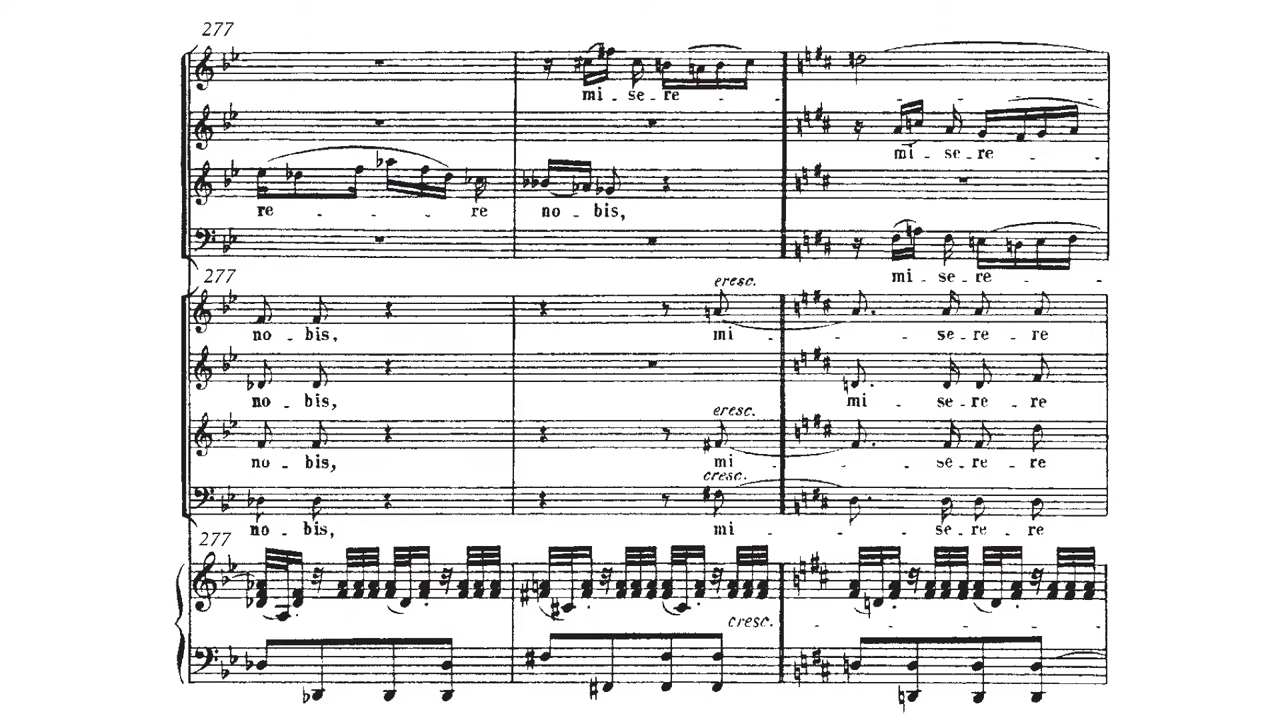 277
mi - se - re - - - -
mi - se - re - -
re - - - re no - bis,
mi - se - re - -
277 cresc.
no - bis, mi - - - - se - re - re
no - bis, mi - se - re - re
cresc.
no - bis, mi - - - - se - re - re
cresc.
no - bis, mi - - - - se - re - re
277
cresc. - - - - - -